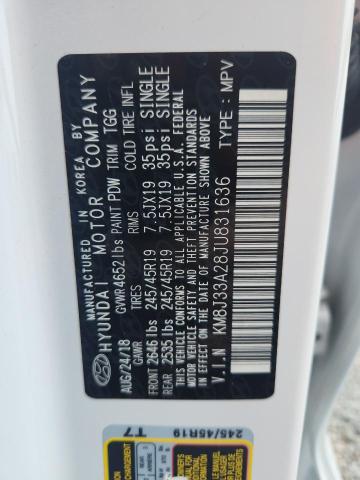 MANUFACTURED IN KOREA BY
HYUNDAI MOTOR COMPANY
AUG/24/18 GVWR 4652 lbs PAINT PDW TRIM TGG
GAWR TIRES RIMS COLD TIRE INFL
FRONT 2646 lbs 245/45R19 7.5JX19 35psi SINGLE
REAR 2535 lbs 245/45R19 7.5JX19 35psi SINGLE
THIS VEHICLE CONFORMS TO ALL APPLICABLE U.S.A. FEDERAL
MOTOR VEHICLE SAFETY, BUMPER, AND THEFT PREVENTION STANDARDS
IN EFFECT ON THE DATE OF MANUFACTURE SHOWN ABOVE
V.I.N : KM8J33A28JU831636 TYPE : MPV
T7
245/45R19